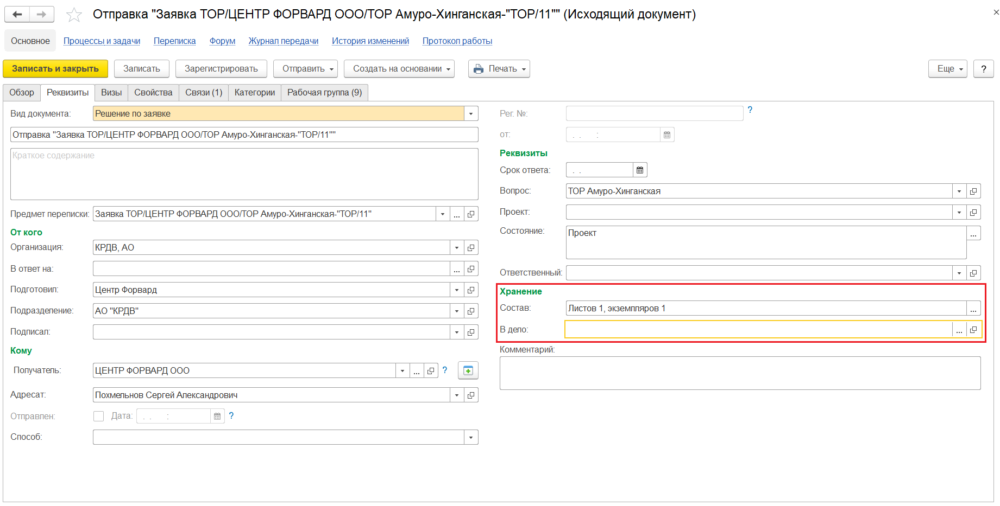 Отправка "Заявка ТОР/ЦЕНТР ФОРВАРД ООО/ТОР Амуро-Хинганская-"ТОР/11"" (Исходящий документ)
Основное Процессы и задачи Переписка Форум Журнал передачи История изменений Протокол работы
Записать и закрыть Записать Зарегистрировать Отправить Создать на основании Печать Еще ?
Обзор Реквизиты Визы Свойства Связи (1) Категории Рабочая группа (9)
Вид документа: Решение по заявке
Отправка "Заявка ТОР/ЦЕНТР ФОРВАРД ООО/ТОР Амуро-Хинганская-"ТОР/11""
Краткое содержание
Предмет переписки: Заявка ТОР/ЦЕНТР ФОРВАРД ООО/ТОР Амуро-Хинганская-"ТОР/11" ...
От кого
Организация: КРДВ, АО
В ответ на: ...
Подготовил: Центр Форвард
Подразделение: АО "КРДВ"
Подписал:
Кому
Получатель: ЦЕНТР ФОРВАРД ООО ... ?
Адресат: Похмельнов Сергей Александрович
Отправлен: Дата: . . : ?
Способ:
Рег. №: ?
от: . . :
Реквизиты
Срок ответа: . .
Вопрос: ТОР Амуро-Хинганская
Проект:
Состояние: Проект ...
Ответственный:
Хранение
Состав: Листов 1, экземпляров 1 ...
В дело: ...
Комментарий: